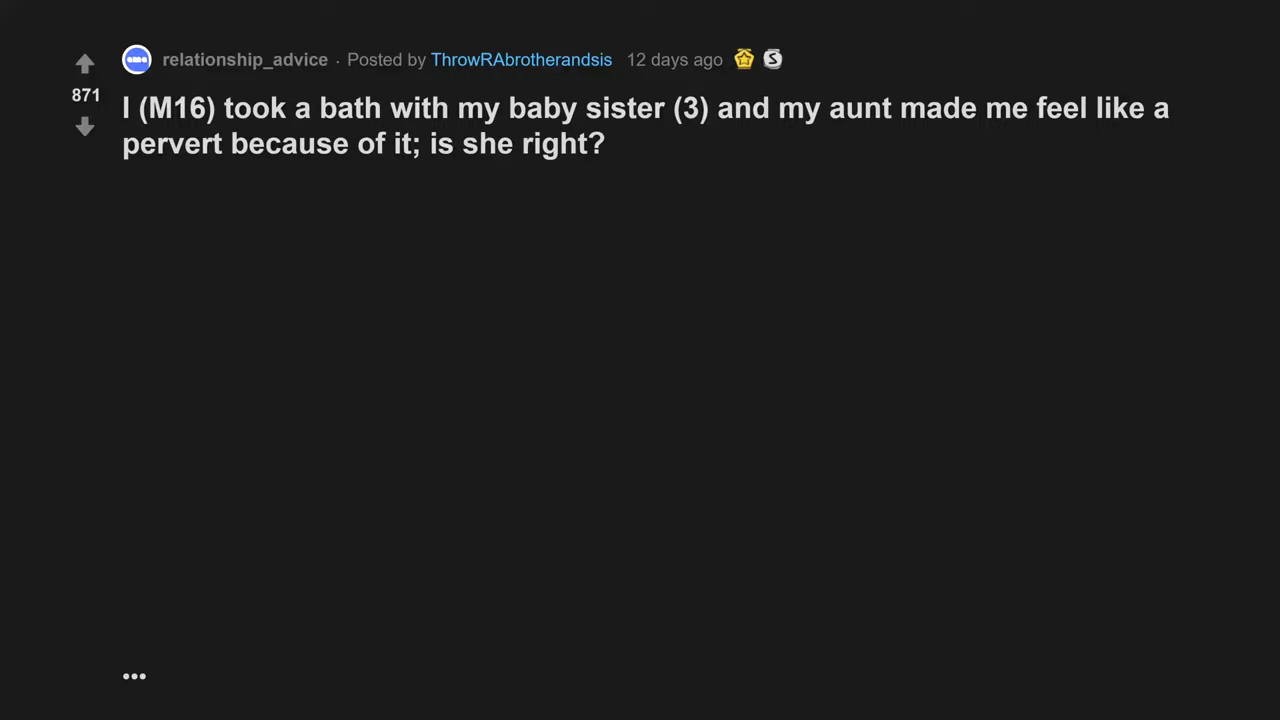 relationship_advice · Posted by ThrowRAbrotherandsis 12 days ago
871
I (M16) took a bath with my baby sister (3) and my aunt made me feel like a
pervert because of it; is she right?
•••